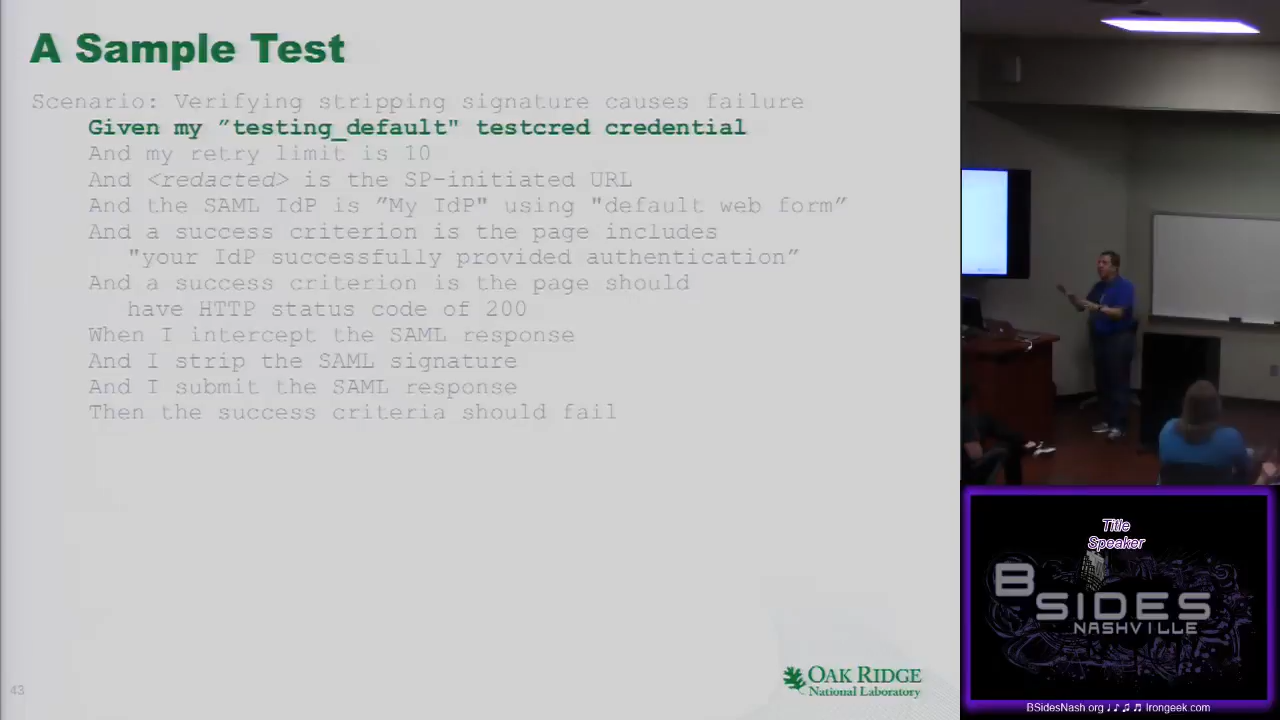 A Sample Test
Scenario: Verifying stripping signature causes failure
Given my ”testing_default" testcred credential
And my retry limit is 10
And <redacted> is the SP-initiated URL
And the SAML IdP is ”My IdP" using "default web form”
And a success criterion is the page includes
"your IdP successfully provided authentication”
And a success criterion is the page should
have HTTP status code of 200
When I intercept the SAML response
And I strip the SAML signature
And I submit the SAML response
Then the success criteria should fail
43
OAK RIDGE
National Laboratory
Title
Speaker
BSIDES
NASHVILLE
BSidesNash.org ♩♪♫♬ Irongeek.com